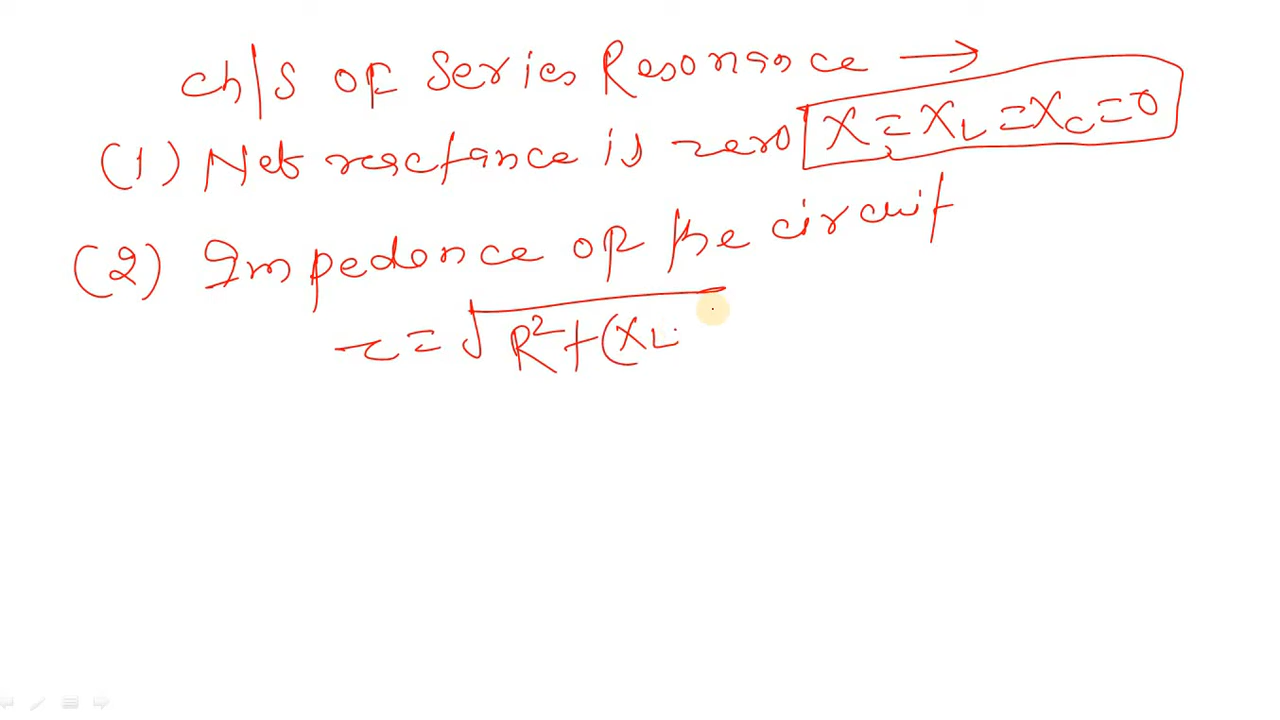 ch/s of Series Resonance →
(1) Net reactance is zero X = XL = XC = 0
(2) Impedance of the circuit
z = √R² + (XL